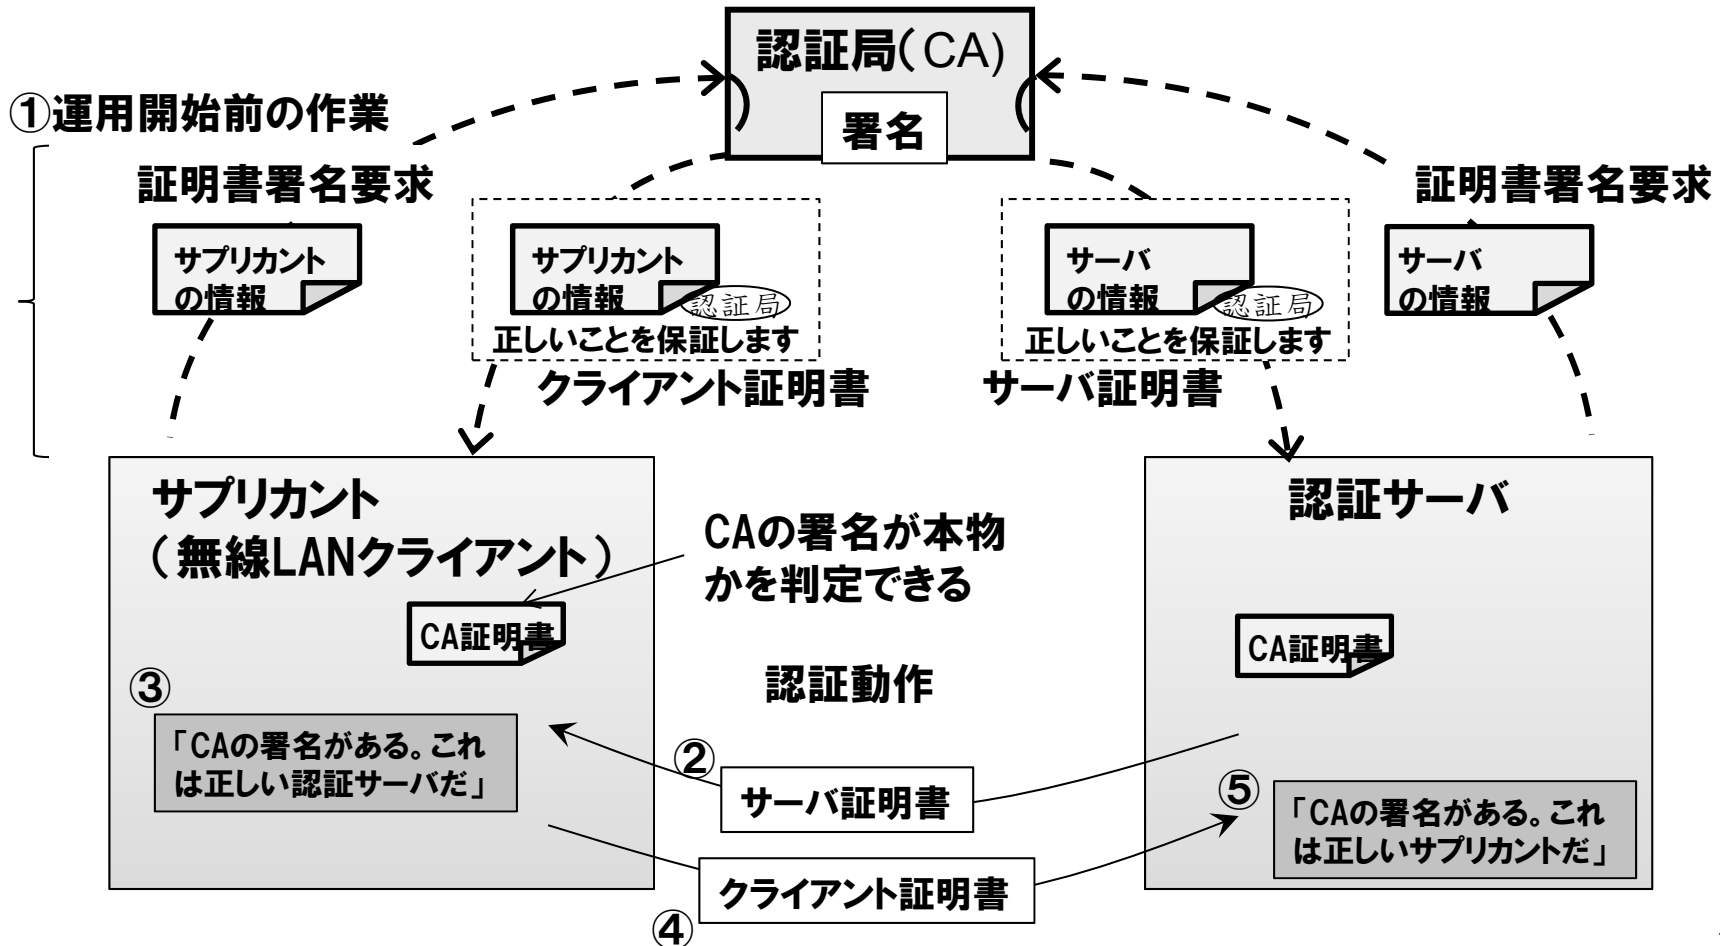 認証局(CA)
署名
①運用開始前の作業
証明書署名要求
証明書署名要求
サプリカント
の情報
サプリカント
の情報
認証局
正しいことを保証します
クライアント証明書
サーバ
の情報
認証局
正しいことを保証します
サーバ証明書
サーバ
の情報
サプリカント
(無線LANクライアント)
CAの署名が本物
かを判定できる
認証サーバ
CA証明書
CA証明書
認証動作
③
「CAの署名がある。これ
は正しい認証サーバだ」
②
サーバ証明書
⑤
「CAの署名がある。これ
は正しいサプリカントだ」
クライアント証明書
④